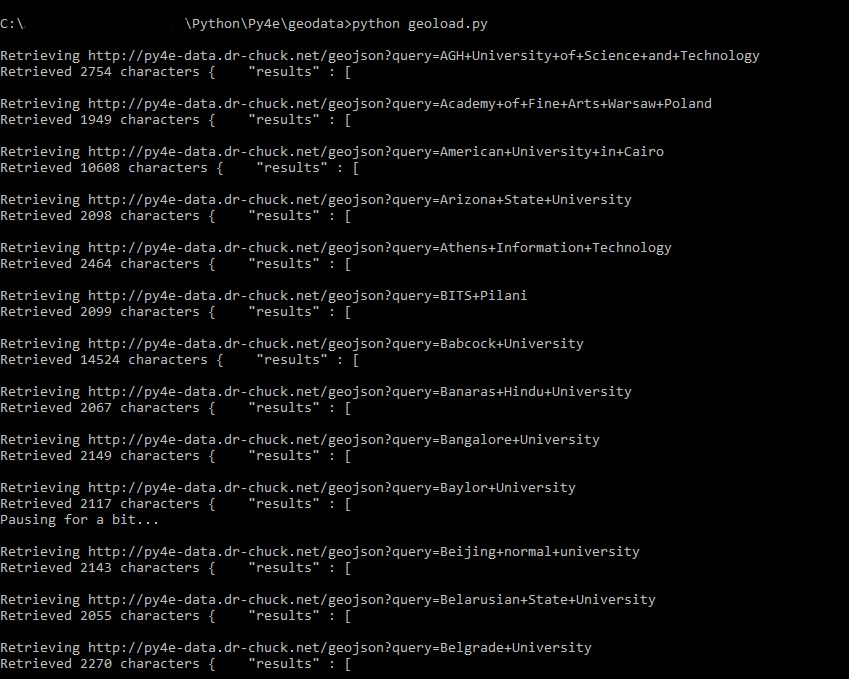 C:\ \Python\Py4e\geodata>python geoload.py
Retrieving http://py4e-data.dr-chuck.net/geojson?query=AGH+University+of+Science+and+Technology
Retrieved 2754 characters {    "results" : [
Retrieving http://py4e-data.dr-chuck.net/geojson?query=Academy+of+Fine+Arts+Warsaw+Poland
Retrieved 1949 characters {    "results" : [
Retrieving http://py4e-data.dr-chuck.net/geojson?query=American+University+in+Cairo
Retrieved 10608 characters {    "results" : [
Retrieving http://py4e-data.dr-chuck.net/geojson?query=Arizona+State+University
Retrieved 2098 characters {    "results" : [
Retrieving http://py4e-data.dr-chuck.net/geojson?query=Athens+Information+Technology
Retrieved 2464 characters {    "results" : [
Retrieving http://py4e-data.dr-chuck.net/geojson?query=BITS+Pilani
Retrieved 2099 characters {    "results" : [
Retrieving http://py4e-data.dr-chuck.net/geojson?query=Babcock+University
Retrieved 14524 characters {    "results" : [
Retrieving http://py4e-data.dr-chuck.net/geojson?query=Banaras+Hindu+University
Retrieved 2067 characters {    "results" : [
Retrieving http://py4e-data.dr-chuck.net/geojson?query=Bangalore+University
Retrieved 2149 characters {    "results" : [
Retrieving http://py4e-data.dr-chuck.net/geojson?query=Baylor+University
Retrieved 2117 characters {    "results" : [
Pausing for a bit...
Retrieving http://py4e-data.dr-chuck.net/geojson?query=Beijing+normal+university
Retrieved 2143 characters {    "results" : [
Retrieving http://py4e-data.dr-chuck.net/geojson?query=Belarusian+State+University
Retrieved 2055 characters {    "results" : [
Retrieving http://py4e-data.dr-chuck.net/geojson?query=Belgrade+University
Retrieved 2270 characters {    "results" : [